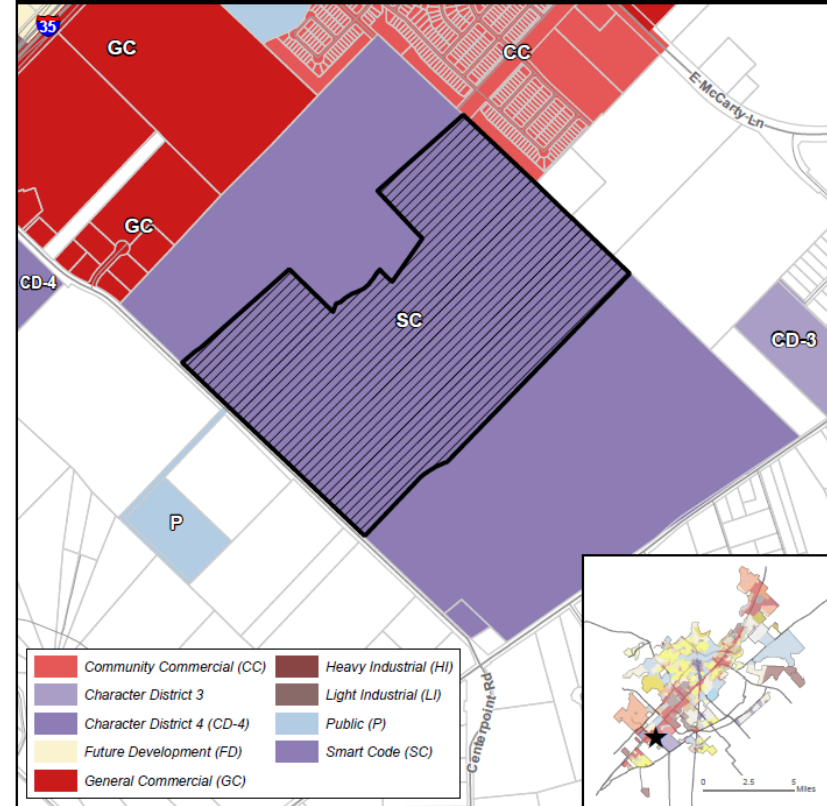 35
GC
CC
E McCarty Ln
GC
CD-4
SC
CD-3
P
Centerpoint Rd
Community Commercial (CC)
Character District 3
Character District 4 (CD-4)
Future Development (FD)
General Commercial (GC)
Heavy Industrial (HI)
Light Industrial (LI)
Public (P)
Smart Code (SC)
0 2.5 5
Miles